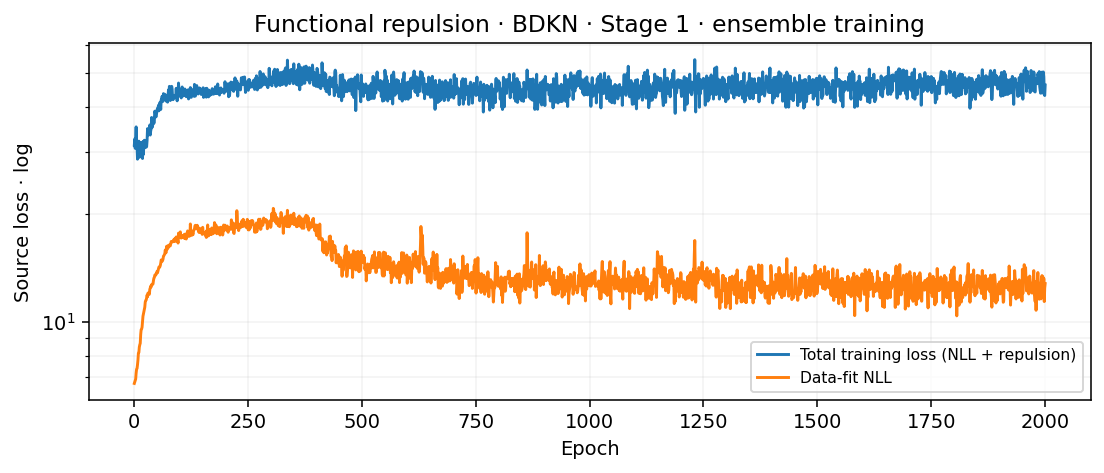 Functional repulsion · BDKN · Stage 1 · ensemble training
Source loss · log
10¹
Total training loss (NLL + repulsion)
Data-fit NLL
0 250 500 750 1000 1250 1500 1750 2000
Epoch